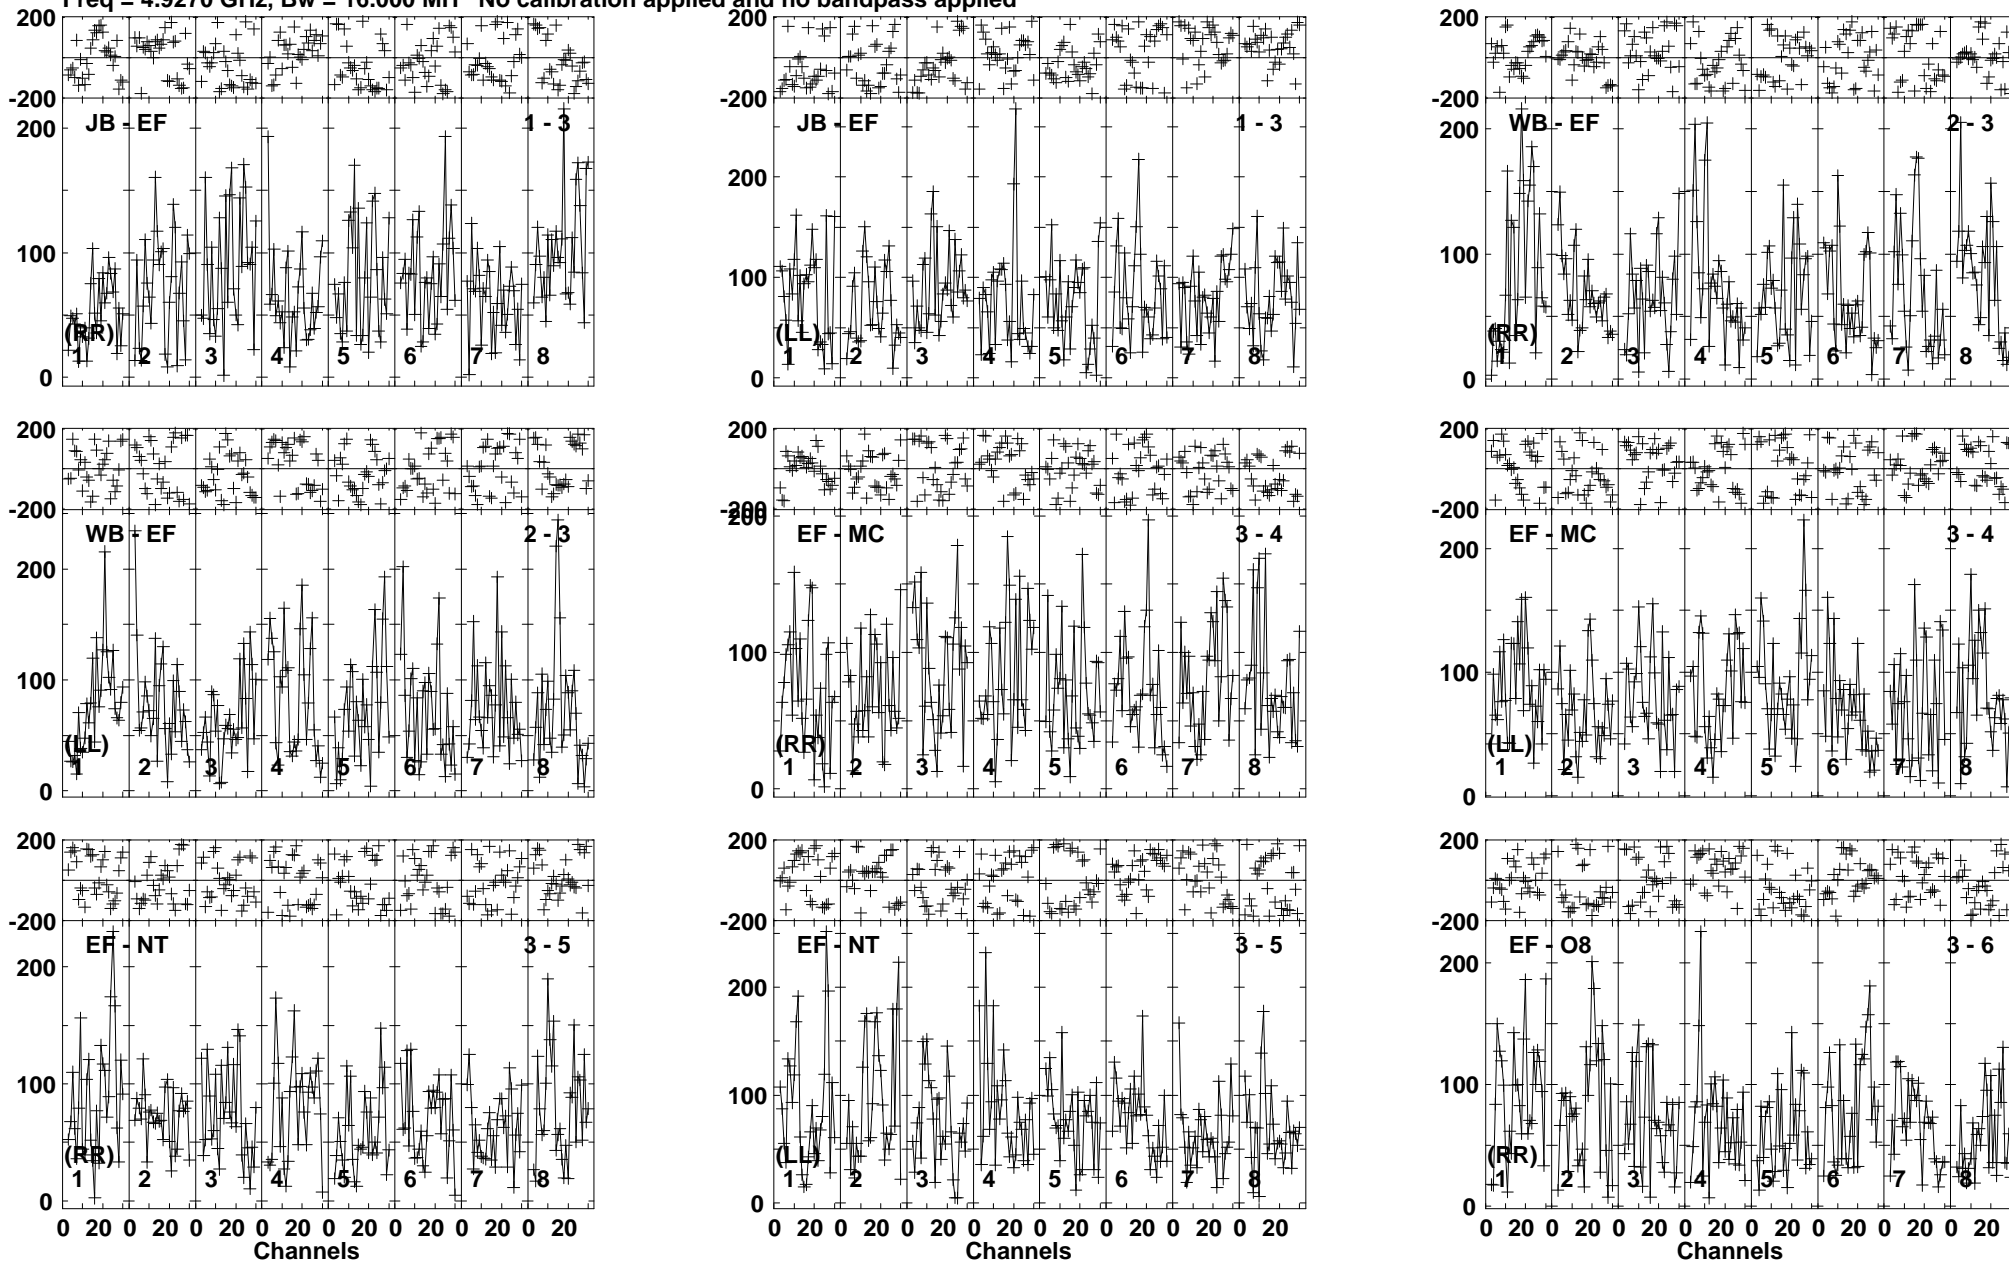 Freq = 4.9270 GHz, Bw = 16.000 MH No calibration applied and no bandpass applied
200 200 200
-200 -200 -200
JB - EF 1 - 3 JB - EF 1 - 3 WB - EF 2 - 3
200 200 200
100 100 100
(RR) (LL) (RR)
1 2 3 4 5 6 7 8 1 2 3 4 5 6 7 8 1 2 3 4 5 6 7 8
0 0 0
200 200 200
-200 -200 -200
WB - EF 2 - 3 EF - MC 3 - 4 EF - MC 3 - 4
200 200 200
100 100 100
(LL) (RR) (LL)
1 2 3 4 5 6 7 8 1 2 3 4 5 6 7 8 1 2 3 4 5 6 7 8
0 0 0
200 200 200
-200 -200 -200
EF - NT 3 - 5 EF - NT 3 - 5 EF - O8 3 - 6
200 200 200
100 100 100
(RR) (LL) (RR)
1 2 3 4 5 6 7 8 1 2 3 4 5 6 7 8 1 2 3 4 5 6 7 8
0 0 0
0 20 0 20 0 20 0 20 0 20 0 20 0 20 0 20 0 20 0 20 0 20 0 20 0 20 0 20 0 20 0 20 0 20 0 20 0 20 0 20 0 20 0 20 0 20 0 20
Channels Channels Channels